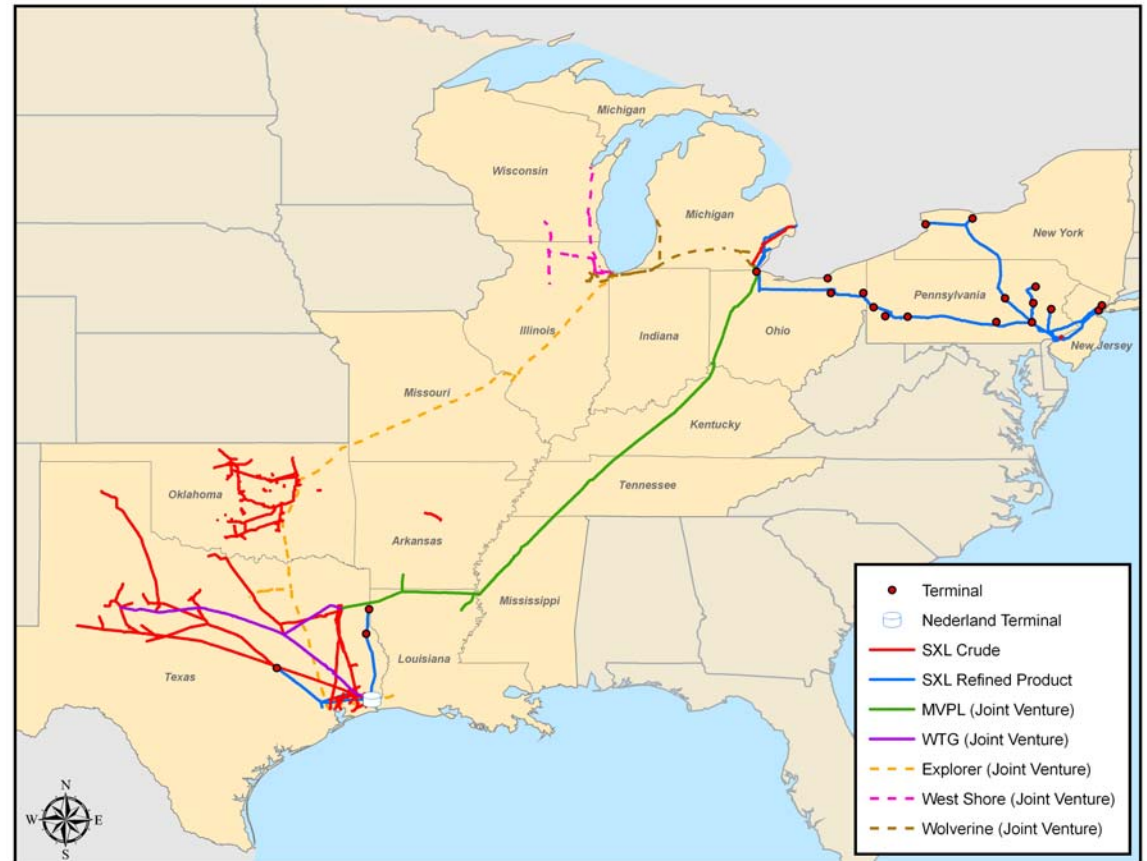 Michigan
Wisconsin
Michigan
New York
Pennsylvania
New Jersey
Illinois
Indiana
Ohio
Missouri
Kentucky
Oklahoma
Tennessee
Arkansas
Mississippi
Texas
Louisiana
Terminal
Nederland Terminal
SXL Crude
SXL Refined Product
MVPL (Joint Venture)
WTG (Joint Venture)
Explorer (Joint Venture)
West Shore (Joint Venture)
Wolverine (Joint Venture)
N
W E
S